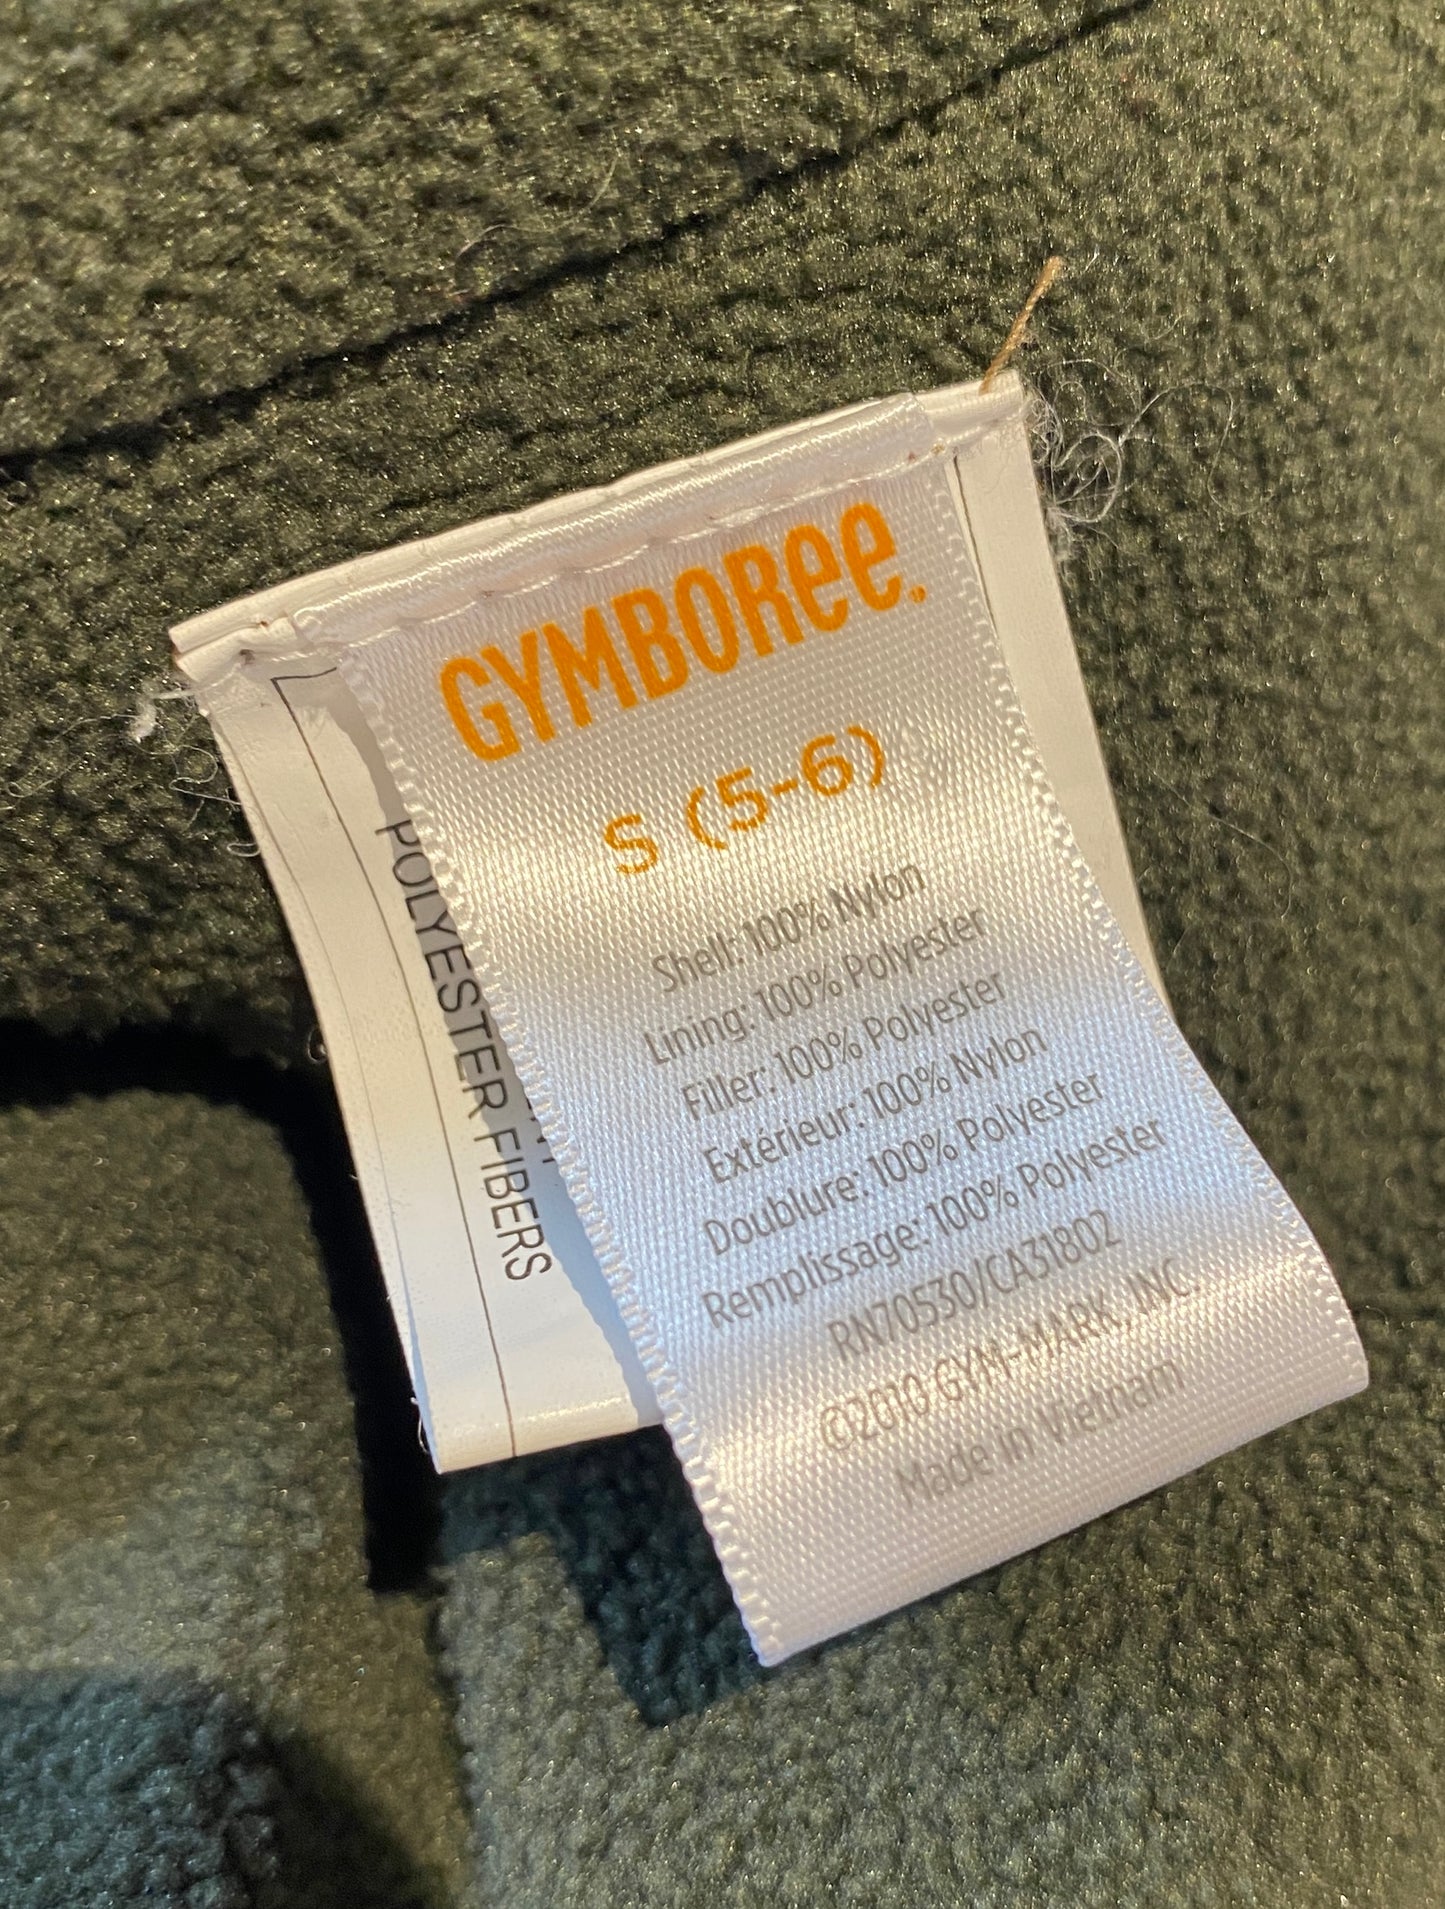 GYMBORee.
S (5-6)
Shell: 100% Nylon
Lining: 100% Polyester
Filler: 100% Polyester
Extérieur: 100% Nylon
Doublure: 100% Polyester
Remplissage: 100% Polyester
RN70530/CA31802
©2010 GYM-MARK, INC.
Made in Vietnam
POLYESTER FIBERS